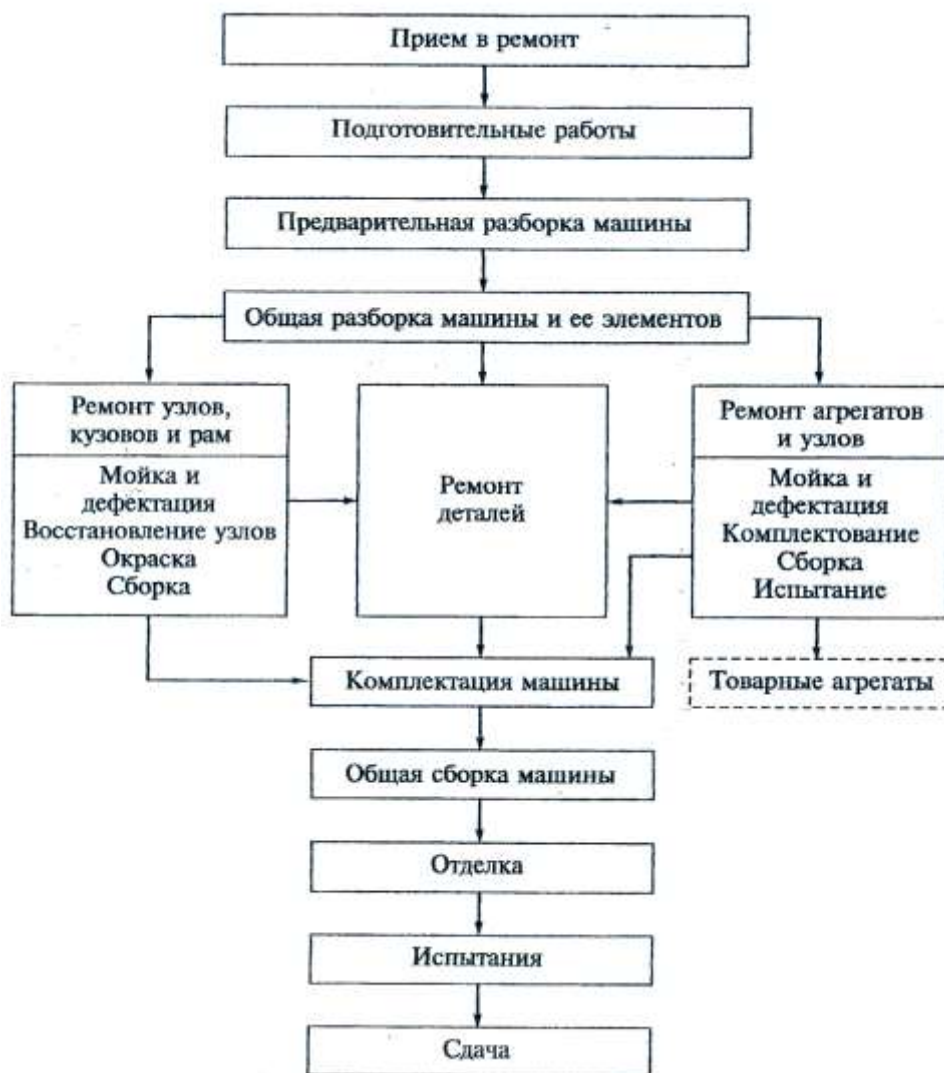 Прием в ремонт
Подготовительные работы
Предварительная разборка машины
Общая разборка машины и ее элементов
Ремонт узлов,
кузовов и рам
Мойка и
дефектация
Восстановление узлов
Окраска
Сборка
Ремонт
деталей
Ремонт агрегатов
и узлов
Мойка и
дефектация
Комплектование
Сборка
Испытание
Комплектация машины
Товарные агрегаты
Общая сборка машины
Отделка
Испытания
Сдача